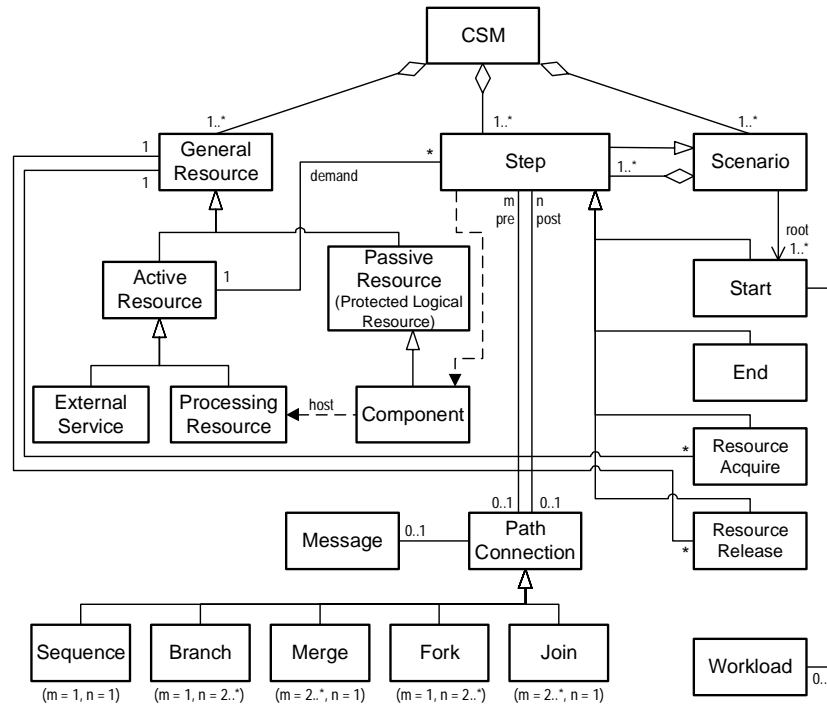 CSM
1..*
1..*
1..*
1
General
Resource
1
demand
*
Step
1..*
Scenario
m
pre
n
post
root
1..*
Active
Resource
1
Passive
Resource
(Protected Logical
Resource)
Start
End
External
Service
Processing
Resource
host
Component
*
Resource
Acquire
0..1
0..1
Message
0..1
Path
Connection
*
Resource
Release
Sequence
Branch
Merge
Fork
Join
Workload
0..
(m = 1, n = 1)
(m = 1, n = 2..*)
(m = 2..*, n = 1)
(m = 1, n = 2..*)
(m = 2..*, n = 1)